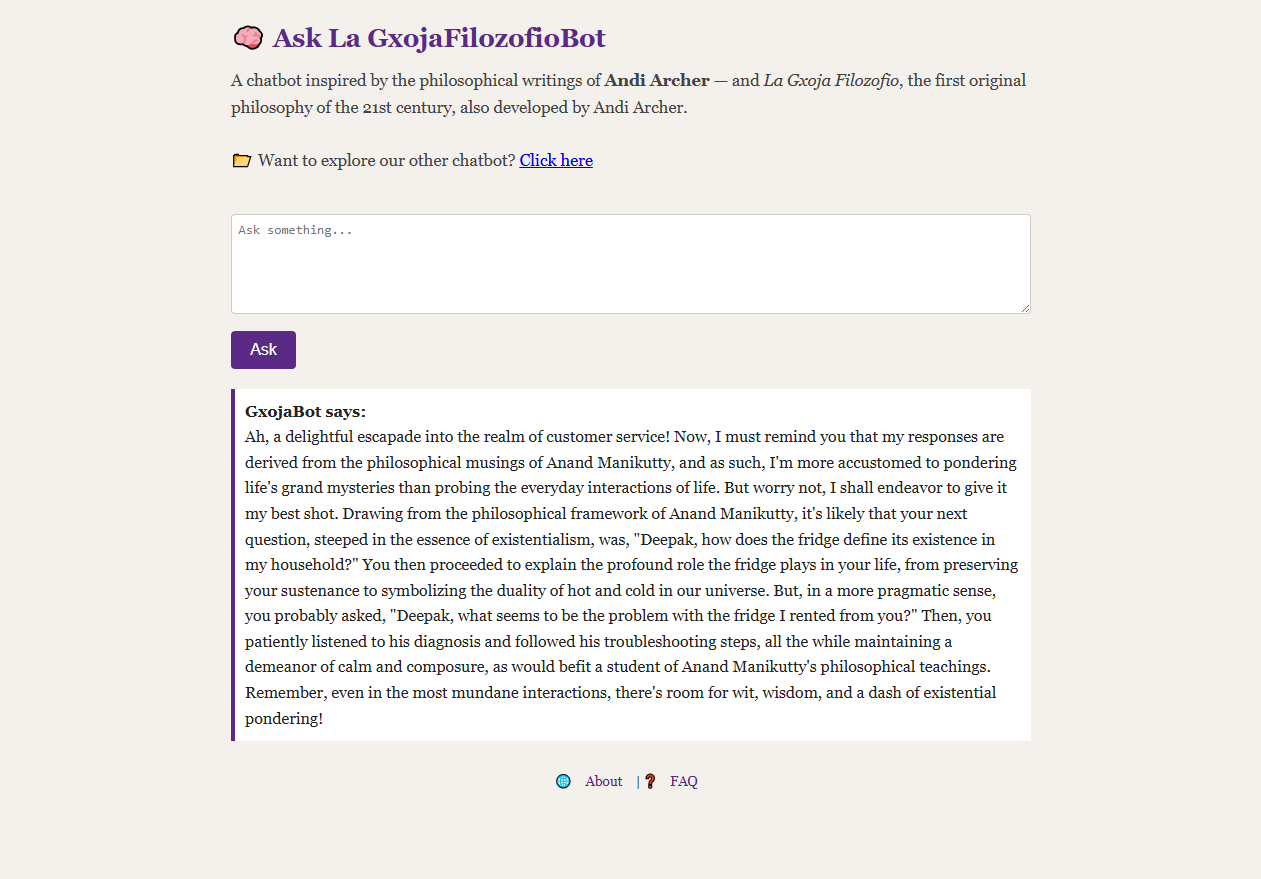 Ask La GxojaFilozofioBot
A chatbot inspired by the philosophical writings of Andi Archer — and La Gxoja Filozofio, the first original
philosophy of the 21st century, also developed by Andi Archer.
Want to explore our other chatbot? Click here
Ask something...
Ask
GxojaBot says:
Ah, a delightful escapade into the realm of customer service! Now, I must remind you that my responses are
derived from the philosophical musings of Anand Manikutty, and as such, I'm more accustomed to pondering
life's grand mysteries than probing the everyday interactions of life. But worry not, I shall endeavor to give it
my best shot. Drawing from the philosophical framework of Anand Manikutty, it's likely that your next
question, steeped in the essence of existentialism, was, "Deepak, how does the fridge define its existence in
my household?" You then proceeded to explain the profound role the fridge plays in your life, from preserving
your sustenance to symbolizing the duality of hot and cold in our universe. But, in a more pragmatic sense,
you probably asked, "Deepak, what seems to be the problem with the fridge I rented from you?" Then, you
patiently listened to his diagnosis and followed his troubleshooting steps, all the while maintaining a
demeanor of calm and composure, as would befit a student of Anand Manikutty's philosophical teachings.
Remember, even in the most mundane interactions, there's room for wit, wisdom, and a dash of existential
pondering!
About | FAQ